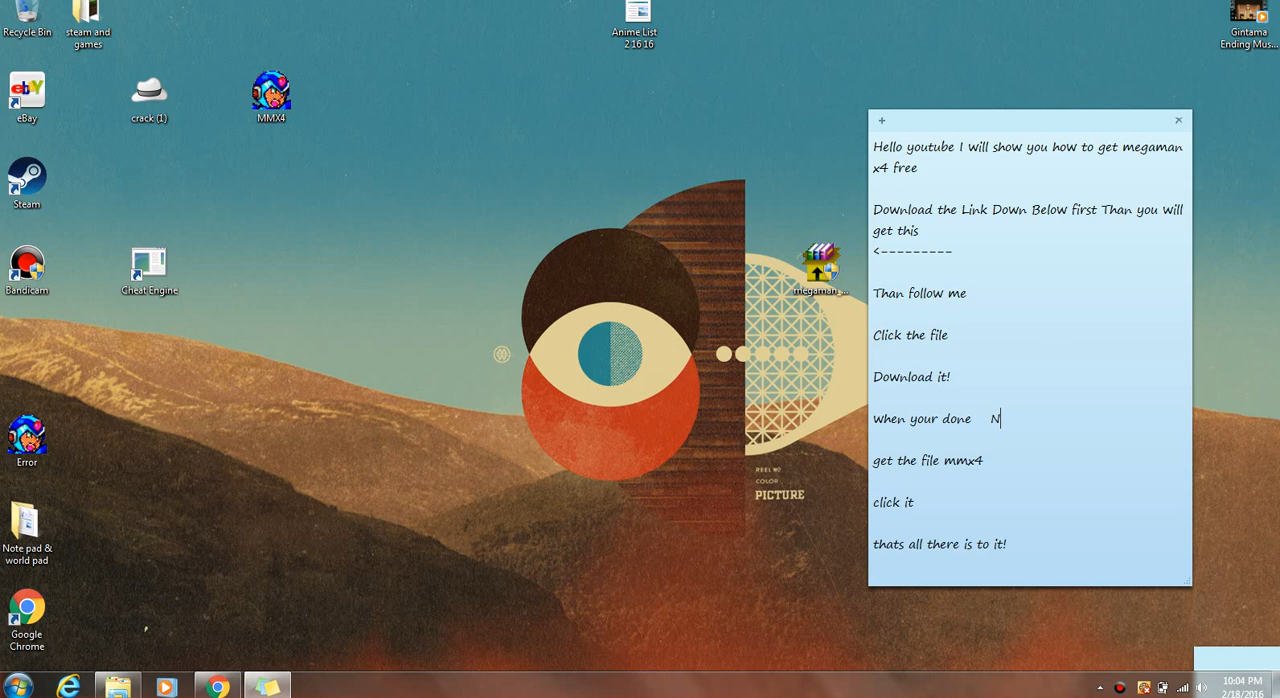 Recycle Bin
steam and
games
Anime List
2 16 16
Gintama
Ending Mus...
eBay
crack (1)
MMX4
Steam
Bandicam
Cheat Engine
megaman_...
Error
Note pad &
world pad
Google
Chrome
REEL NO
COLOR
PICTURE
Hello youtube I will show you how to get megaman
x4 free
Download the Link Down Below first Than you will
get this
<---------
Than follow me
Click the file
Download it!
when your done N
get the file mmx4
click it
thats all there is to it!
10:04 PM
2/18/2016